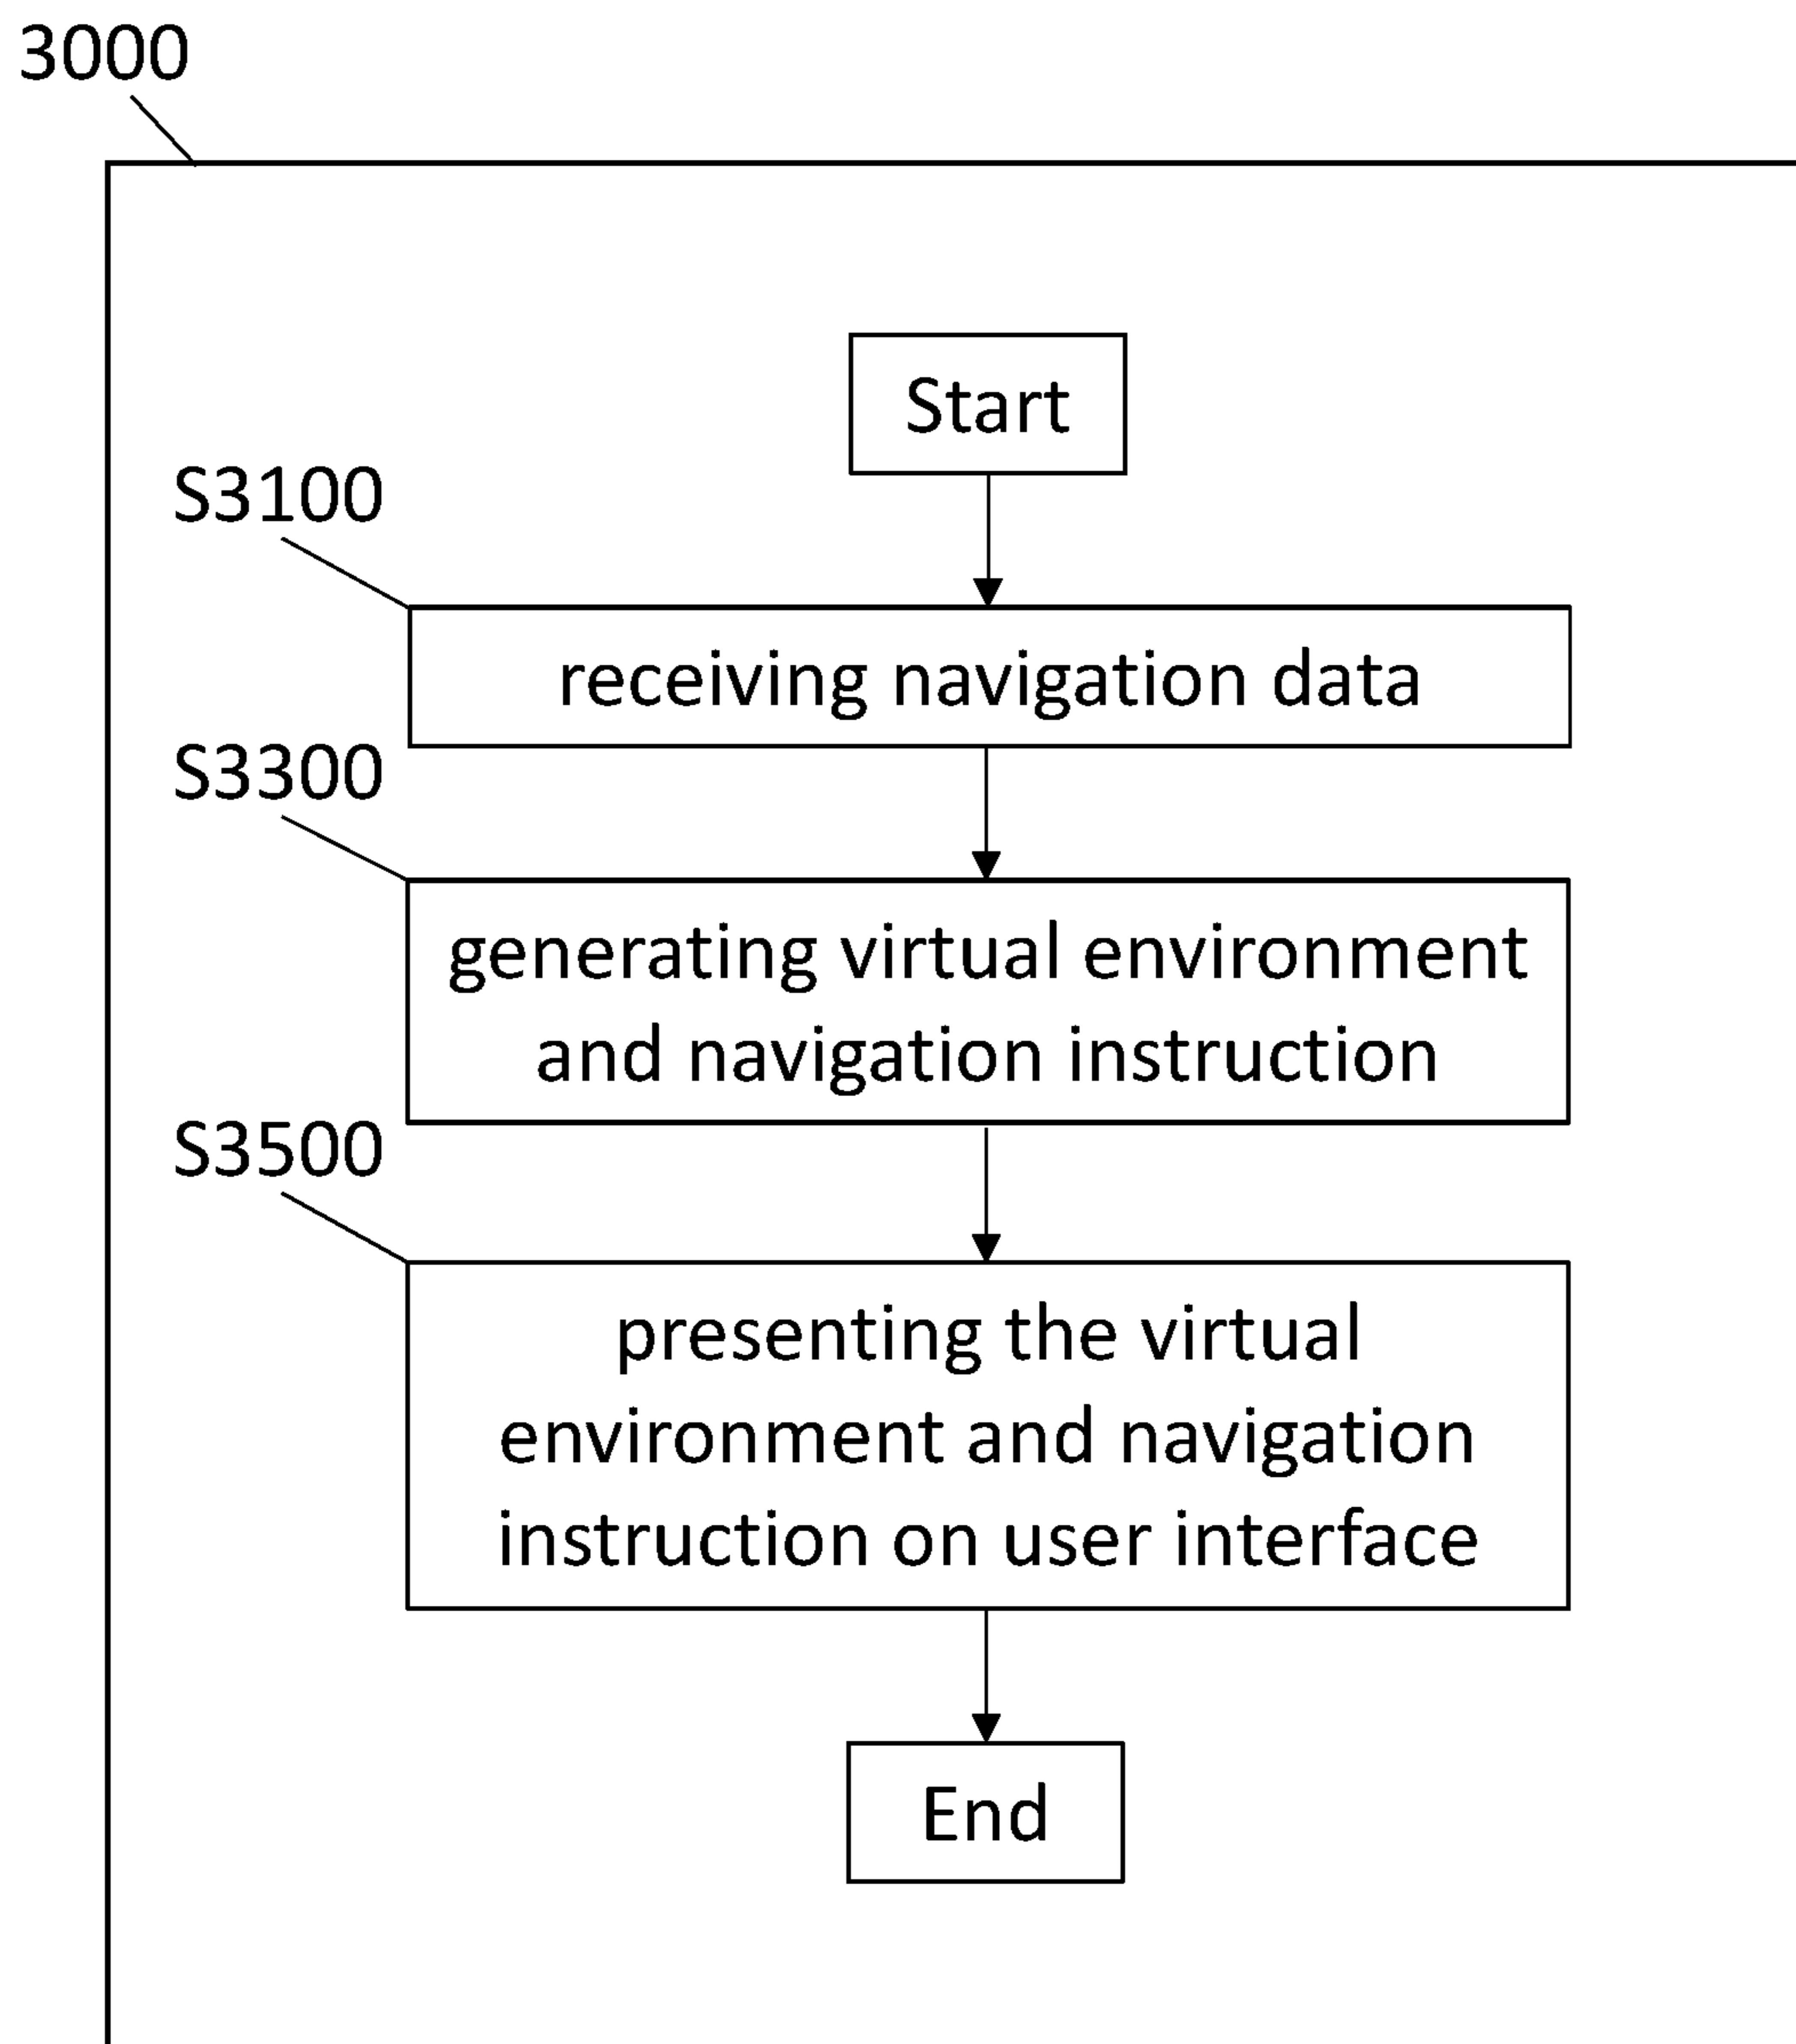 3000
Start
S3100
receiving navigation data
S3300
generating virtual environment
and navigation instruction
S3500
presenting the virtual
environment and navigation
instruction on user interface
End